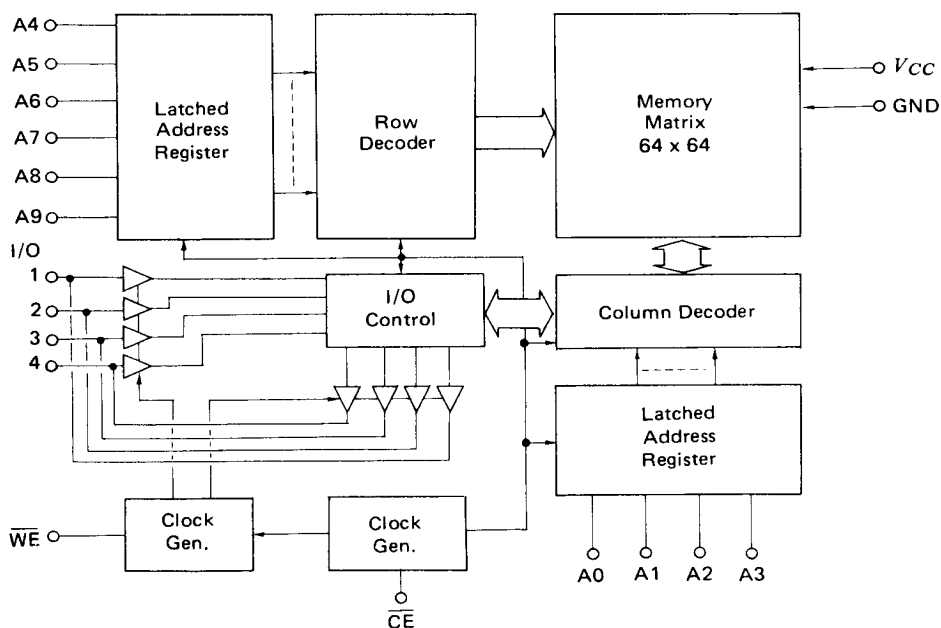 A4
A5
A6
A7
A8
A9
Latched
Address
Register
Row
Decoder
Memory
Matrix
64 x 64
VCC
GND
I/O
1
2
3
4
I/O
Control
Column Decoder
Latched
Address
Register
WE
Clock
Gen.
Clock
Gen.
CE
A0
A1
A2
A3